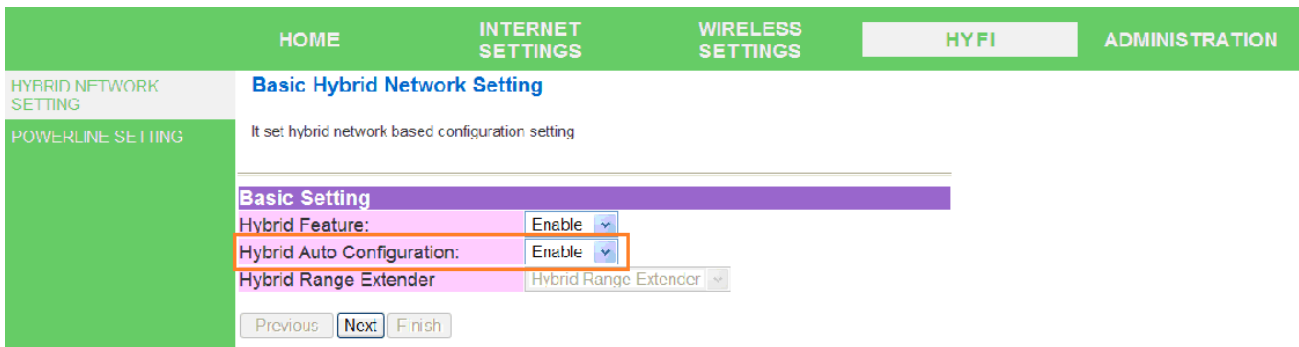 HOME
INTERNET SETTINGS
WIRELESS SETTINGS
HYFI
ADMINISTRATION
HYBRID NETWORK
SETTING
POWERLINE SETTING
Basic Hybrid Network Setting
It set hybrid network based configuration setting
Basic Setting
Hybrid Feature: Enable
Hybrid Auto Configuration: Enable
Hybrid Range Extender Hybrid Range Extender
Previous Next Finish